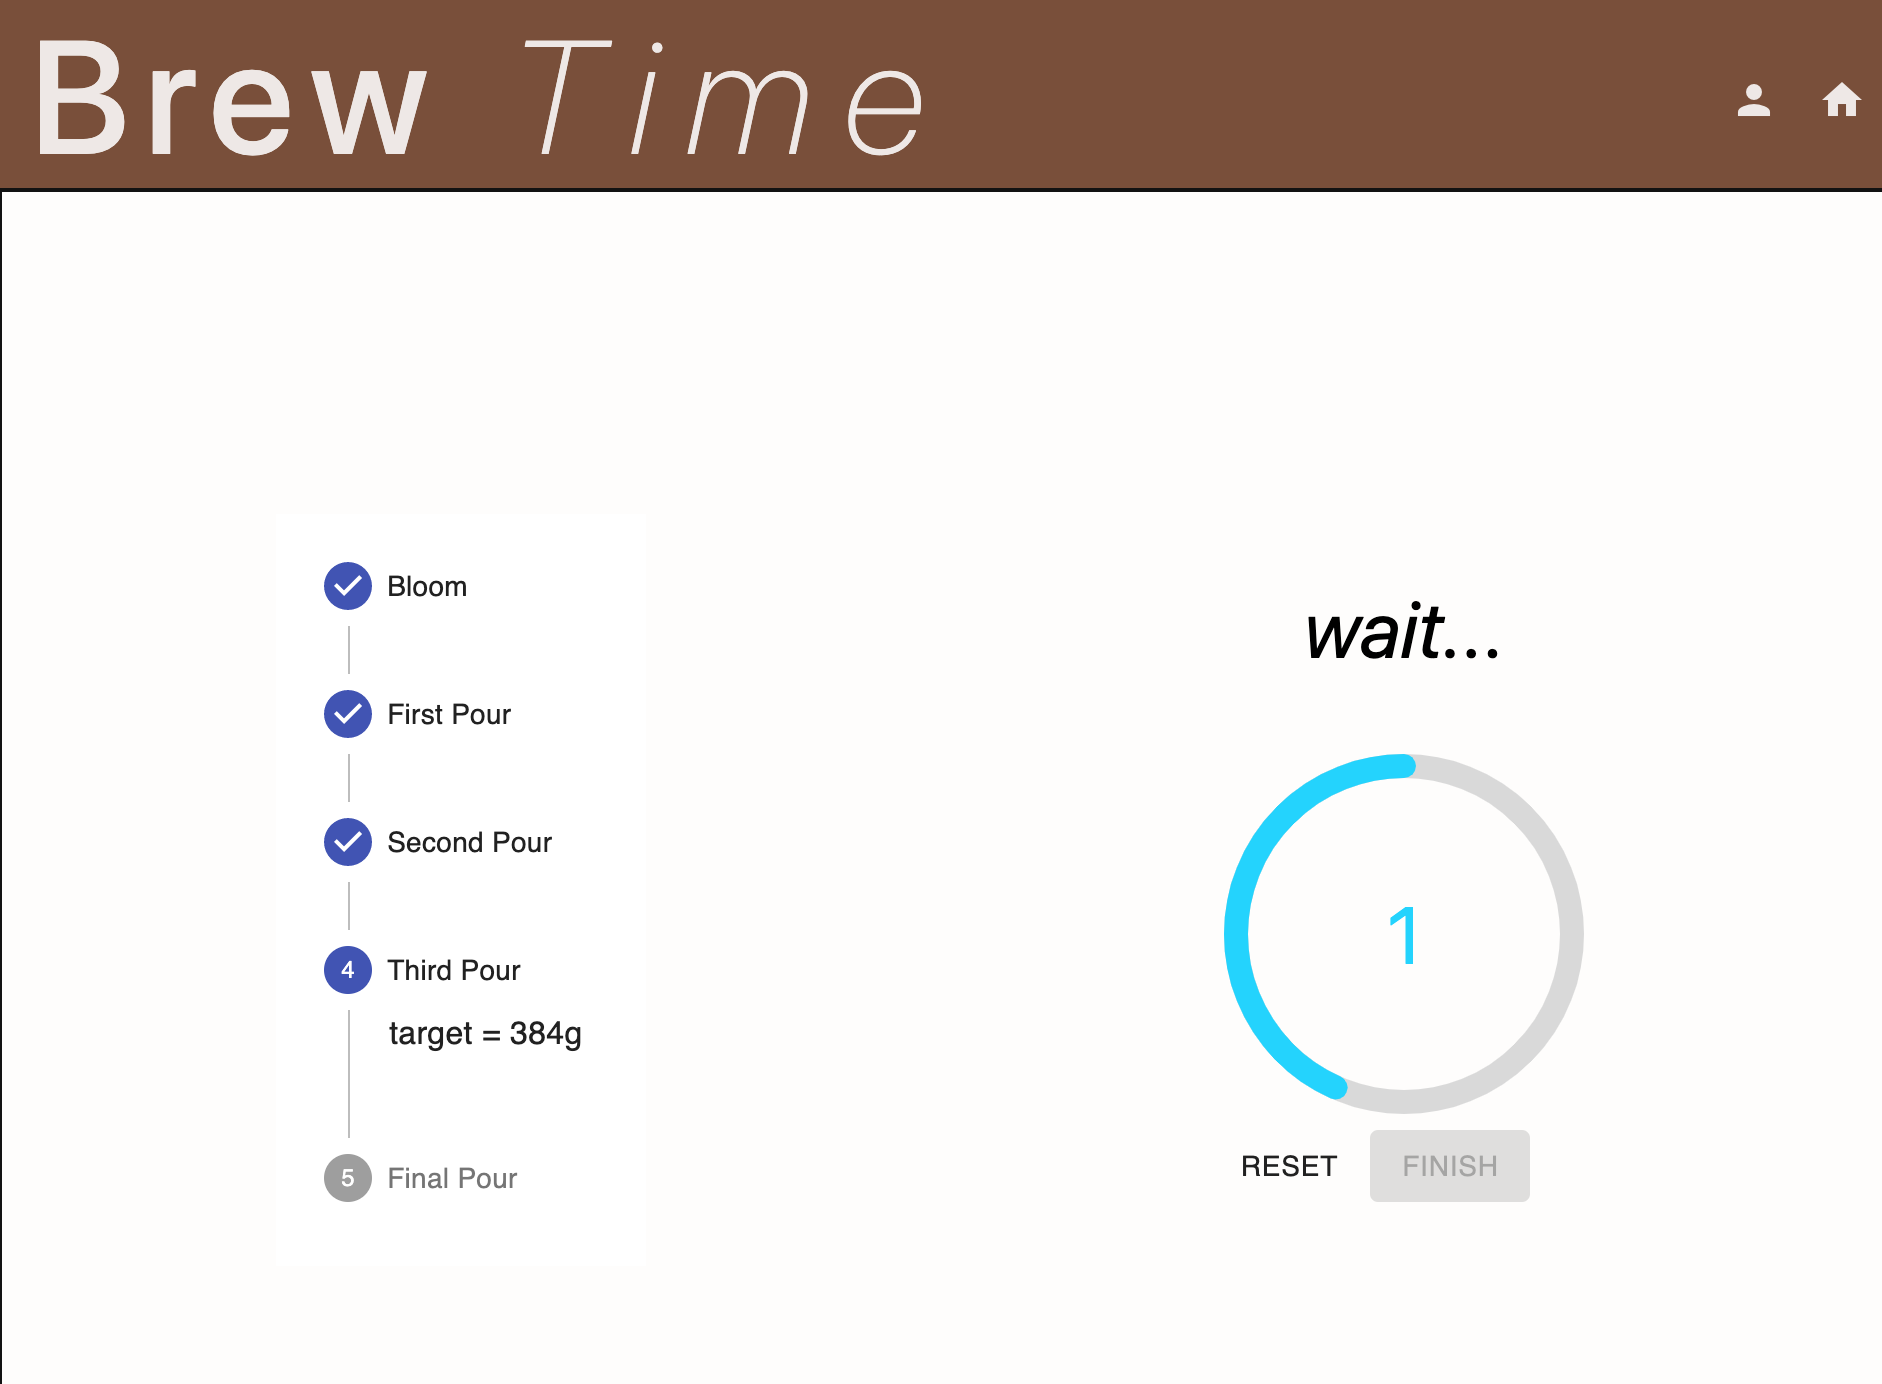 Brew Time
Bloom
First Pour
Second Pour
4 Third Pour
target = 384g
5 Final Pour
wait...
1
RESET FINISH